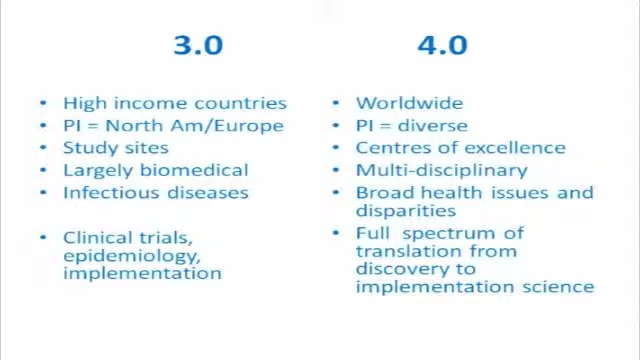 3.0
• High income countries
• PI = North Am/Europe
• Study sites
• Largely biomedical
• Infectious diseases
• Clinical trials,
epidemiology,
implementation
4.0
• Worldwide
• PI = diverse
• Centres of excellence
• Multi-disciplinary
• Broad health issues and
disparities
• Full spectrum of
translation from
discovery to
implementation science